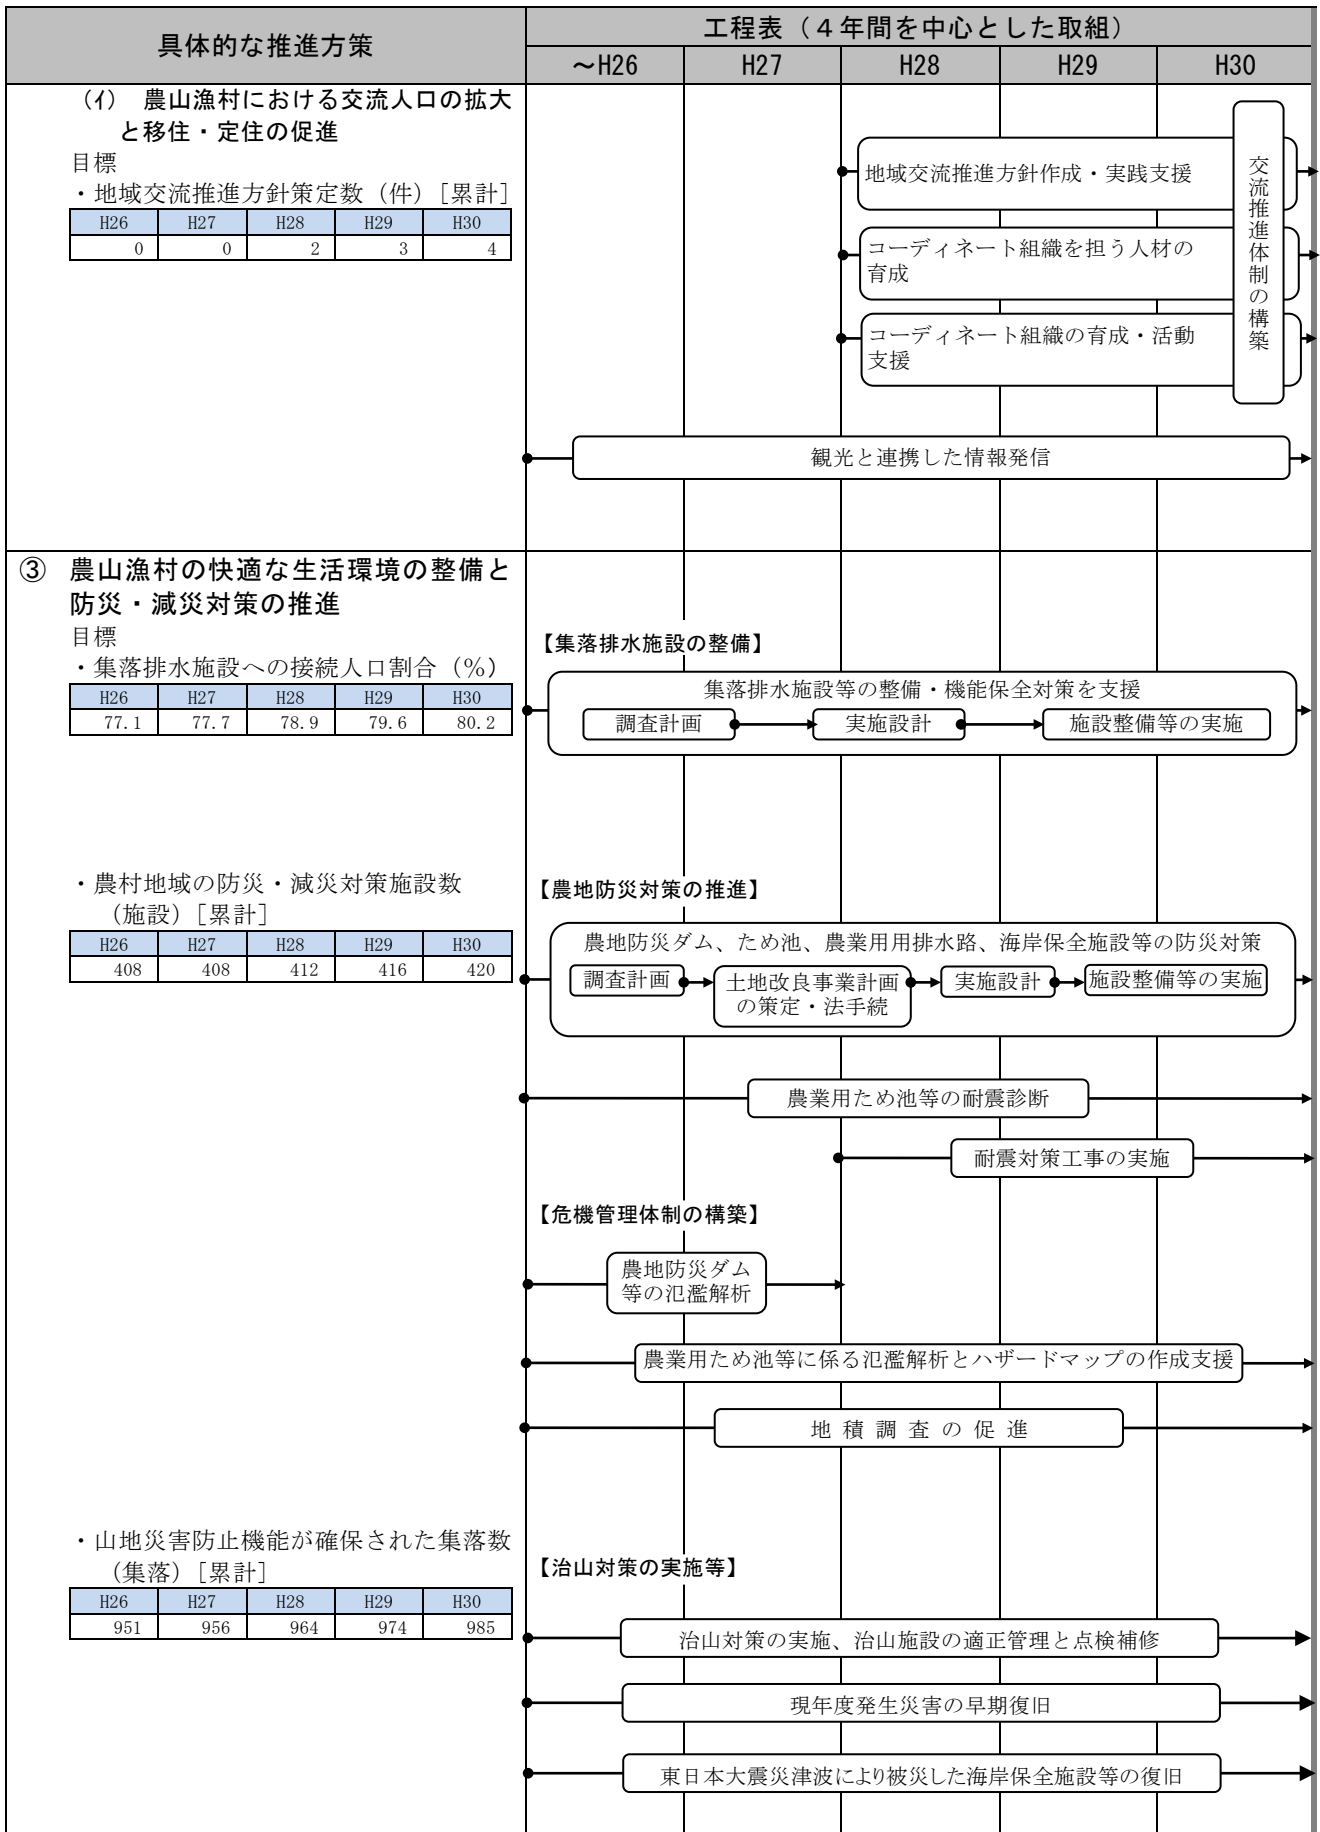 具体的な推進方策
工程表（４年間を中心とした取組）
～H26 H27 H28 H29 H30
(ｲ) 農山漁村における交流人口の拡大
と移住・定住の促進
目標
・地域交流推進方針策定数（件）［累計］
H26 H27 H28 H29 H30
0 0 2 3 4
地域交流推進方針作成・実践支援
コーディネート組織を担う人材の
育成
コーディネート組織の育成・活動
支援
交流推進体制の構築
観光と連携した情報発信
③ 農山漁村の快適な生活環境の整備と
防災・減災対策の推進
目標
・集落排水施設への接続人口割合（％）
H26 H27 H28 H29 H30
77.1 77.7 78.9 79.6 80.2
【集落排水施設の整備】
集落排水施設等の整備・機能保全対策を支援
調査計画 実施設計 施設整備等の実施
・農村地域の防災・減災対策施設数
（施設）［累計］
H26 H27 H28 H29 H30
408 408 412 416 420
【農地防災対策の推進】
農地防災ダム、ため池、農業用用排水路、海岸保全施設等の防災対策
調査計画 土地改良事業計画 実施設計 施設整備等の実施
の策定・法手続
農業用ため池等の耐震診断
耐震対策工事の実施
【危機管理体制の構築】
農地防災ダム
等の氾濫解析
農業用ため池等に係る氾濫解析とハザードマップの作成支援
地 積 調 査 の 促 進
・山地災害防止機能が確保された集落数
（集落）［累計］
H26 H27 H28 H29 H30
951 956 964 974 985
【治山対策の実施等】
治山対策の実施、治山施設の適正管理と点検補修
現年度発生災害の早期復旧
東日本大震災津波により被災した海岸保全施設等の復旧